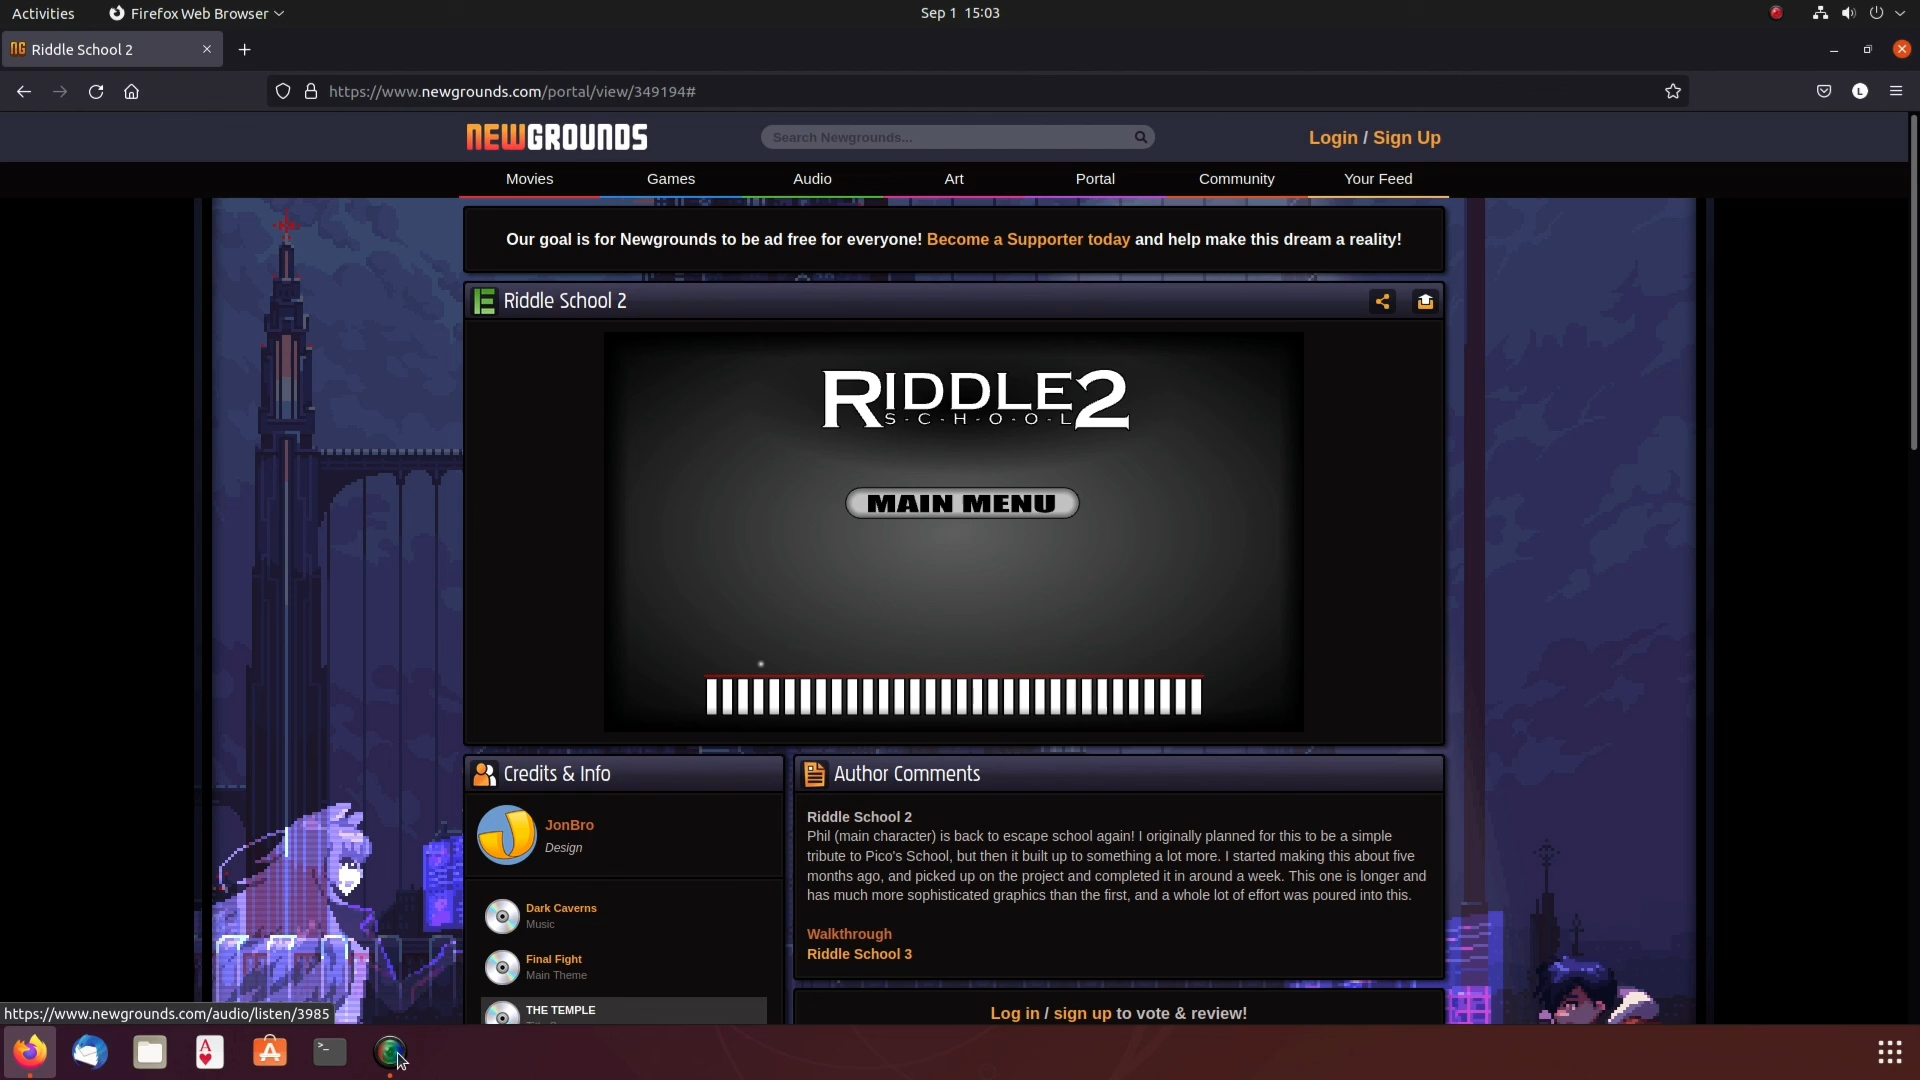 Activities
Firefox Web Browser
Sep 1 15:03
NG Riddle School 2
https://www.newgrounds.com/portal/view/349194#
L
NEWGROUNDS
Search Newgrounds...
Login / Sign Up
Movies
Games
Audio
Art
Portal
Community
Your Feed
Our goal is for Newgrounds to be ad free for everyone! Become a Supporter today and help make this dream a reality!
E Riddle School 2
RIDDLE 2
S-C-H-O-O-L
MAIN MENU
Credits & Info
JonBro
Design
Dark Caverns
Music
Final Fight
Main Theme
THE TEMPLE
Author Comments
Riddle School 2
Phil (main character) is back to escape school again! I originally planned for this to be a simple
tribute to Pico's School, but then it built up to something a lot more. I started making this about five
months ago, and picked up on the project and completed it in around a week. This one is longer and
has much more sophisticated graphics than the first, and a whole lot of effort was poured into this.
Walkthrough
Riddle School 3
Log in / sign up to vote & review!
https://www.newgrounds.com/audio/listen/3985
A
A
>_